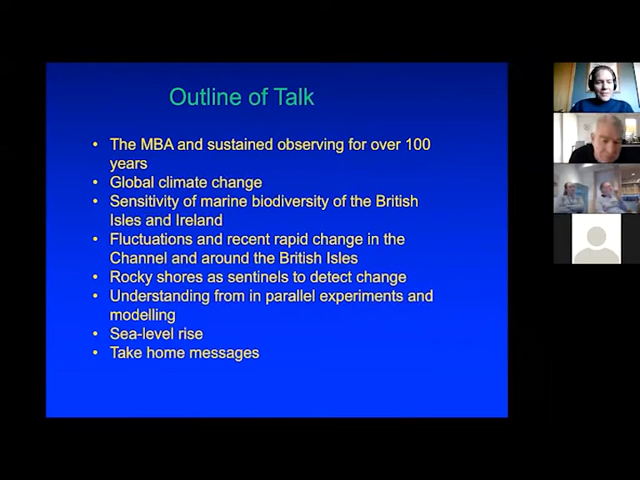 Outline of Talk
• The MBA and sustained observing for over 100
years
• Global climate change
• Sensitivity of marine biodiversity of the British
Isles and Ireland
• Fluctuations and recent rapid change in the
Channel and around the British Isles
• Rocky shores as sentinels to detect change
• Understanding from in parallel experiments and
modelling
• Sea-level rise
• Take home messages